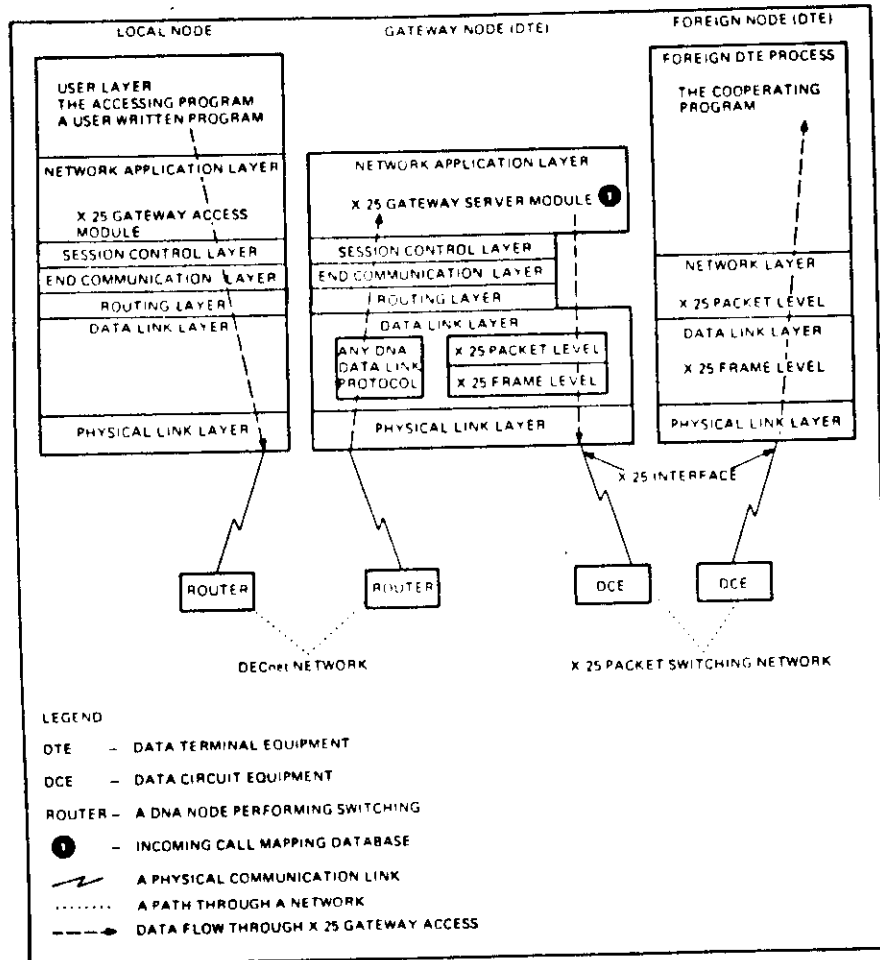 LOCAL NODE
GATEWAY NODE (DTE)
FOREIGN NODE (DTE)
USER LAYER
THE ACCESSING PROGRAM
A USER WRITTEN PROGRAM
NETWORK APPLICATION LAYER
X 25 GATEWAY ACCESS
MODULE
SESSION CONTROL LAYER
END COMMUNICATION LAYER
ROUTING LAYER
DATA LINK LAYER
PHYSICAL LINK LAYER
NETWORK APPLICATION LAYER
X 25 GATEWAY SERVER MODULE 1
SESSION CONTROL LAYER
END COMMUNICATION LAYER
ROUTING LAYER
DATA LINK LAYER
ANY DNA
DATA LINK
PROTOCOL
X 25 PACKET LEVEL
X 25 FRAME LEVEL
PHYSICAL LINK LAYER
FOREIGN DTE PROCESS
THE COOPERATING
PROGRAM
NETWORK LAYER
X 25 PACKET LEVEL
DATA LINK LAYER
X 25 FRAME LEVEL
PHYSICAL LINK LAYER
X 25 INTERFACE
ROUTER
ROUTER
DCE
DCE
DECnet NETWORK
X 25 PACKET SWITCHING NETWORK
LEGEND
DTE – DATA TERMINAL EQUIPMENT
DCE – DATA CIRCUIT EQUIPMENT
ROUTER – A DNA NODE PERFORMING SWITCHING
1 – INCOMING CALL MAPPING DATABASE
A PHYSICAL COMMUNICATION LINK
A PATH THROUGH A NETWORK
DATA FLOW THROUGH X 25 GATEWAY ACCESS